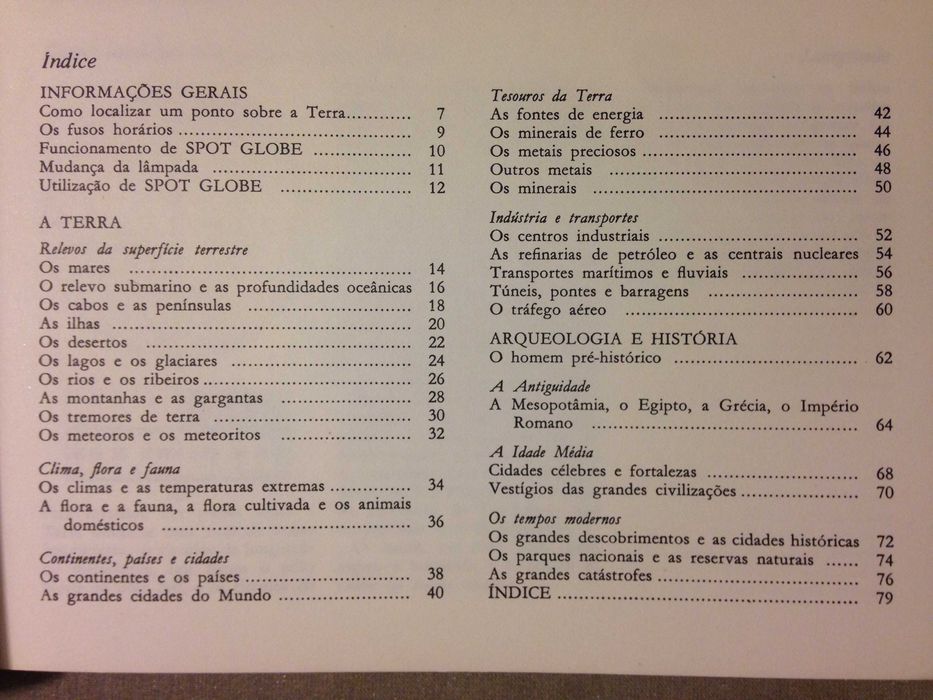 Índice
INFORMAÇÕES GERAIS
Como localizar um ponto sobre a Terra........... 7
Os fusos horários ........................................ 9
Funcionamento de SPOT GLOBE ................. 10
Mudança da lâmpada ................................... 11
Utilização de SPOT GLOBE ....................... 12
A TERRA
Relevos da superfície terrestre
Os mares ................................................. 14
O relevo submarino e as profundidades oceânicas 16
Os cabos e as penínsulas ............................ 18
As ilhas .................................................... 20
Os desertos .............................................. 22
Os lagos e os glaciares ............................... 24
Os rios e os ribeiros ................................... 26
As montanhas e as gargantas ........................ 28
Os tremores de terra ................................... 30
Os meteoros e os meteoritos ....................... 32
Clima, flora e fauna
Os climas e as temperaturas extremas .............. 34
A flora e a fauna, a flora cultivada e os animais
domésticos ........................................... 36
Continentes, países e cidades
Os continentes e os países ............................ 38
As grandes cidades do Mundo ....................... 40
Tesouros da Terra
As fontes de energia ................................... 42
Os minerais de ferro ................................... 44
Os metais preciosos ..................................... 46
Outros metais ........................................... 48
Os minerais .............................................. 50
Indústria e transportes
Os centros industriais .................................. 52
As refinarias de petróleo e as centrais nucleares 54
Transportes marítimos e fluviais ..................... 56
Túneis, pontes e barragens .......................... 58
O tráfego aéreo ......................................... 60
ARQUEOLOGIA E HISTÓRIA
O homem pré-histórico ................................ 62
A Antiguidade
A Mesopotâmia, o Egipto, a Grécia, o Império
Romano ................................................ 64
A Idade Média
Cidades célebres e fortalezas ......................... 68
Vestígios das grandes civilizações .................... 70
Os tempos modernos
Os grandes descobrimentos e as cidades históricas 72
Os parques nacionais e as reservas naturais ...... 74
As grandes catástrofes .................................. 76
ÍNDICE ..................................................... 79